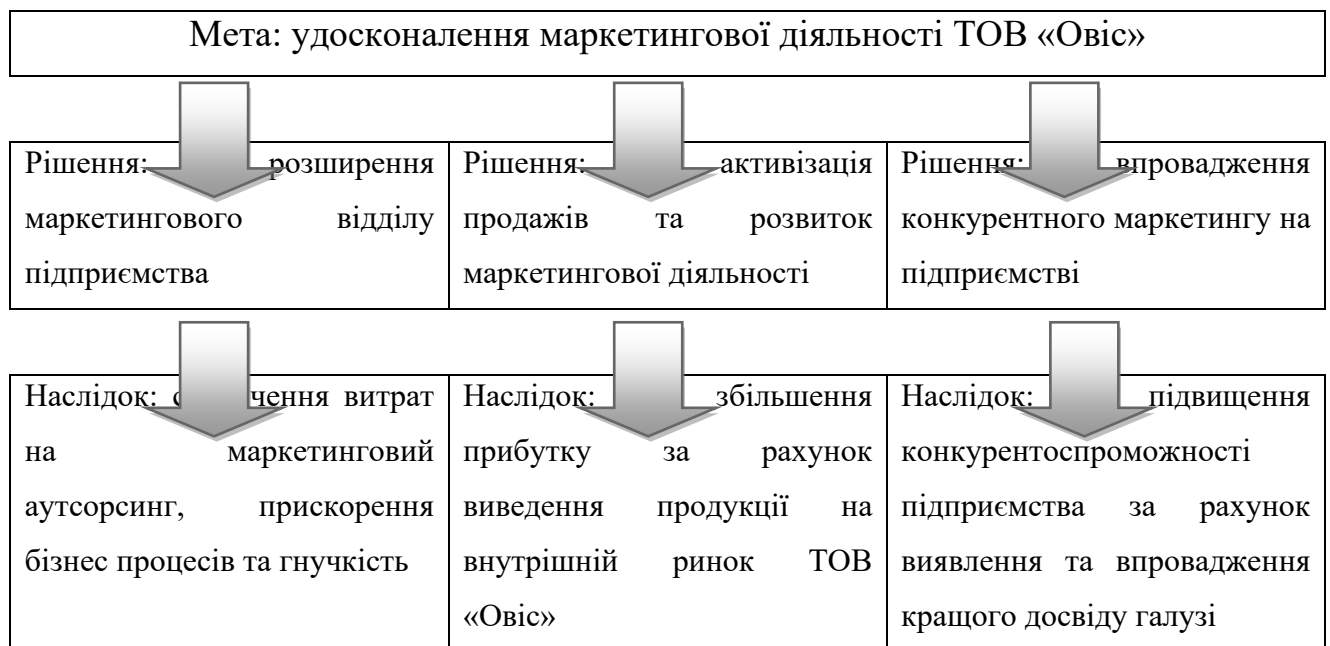 Мета: удосконалення маркетингової діяльності ТОВ «Овіс»
Рішення: розширення
маркетингового відділу
підприємства
Рішення: активізація
продажів та розвиток
маркетингової діяльності
Рішення: впровадження
конкурентного маркетингу на
підприємстві
Наслідок: витрат
на маркетинговий
аутсорсинг, прискорення
бізнес процесів та гнучкість
Наслідок: збільшення
прибутку за рахунок
виведення продукції на
внутрішній ринок ТОВ
«Овіс»
Наслідок: підвищення
конкурентоспроможності
підприємства за рахунок
виявлення та впровадження
кращого досвіду галузі